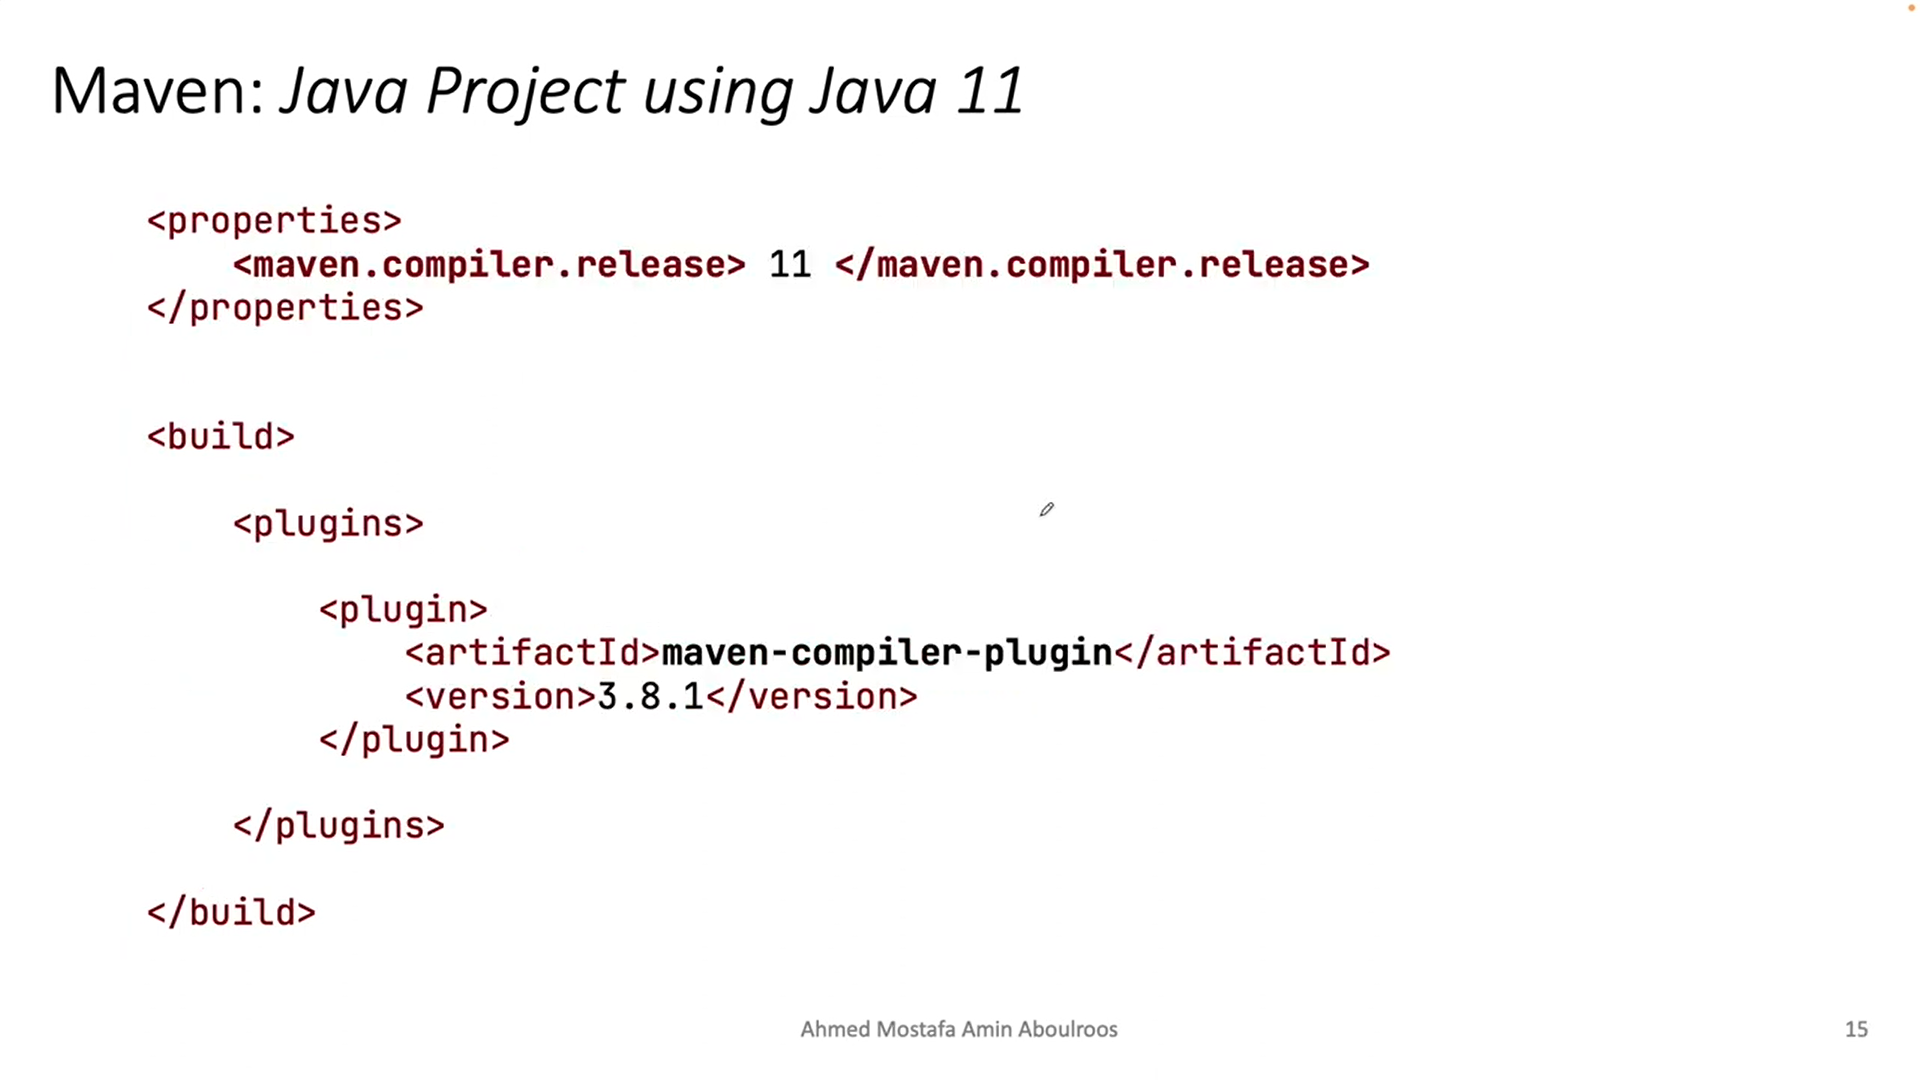 Maven: Java Project using Java 11
<properties>
<maven.compiler.release> 11 </maven.compiler.release>
</properties>
<build>
<plugins>
<plugin>
<artifactId>maven-compiler-plugin</artifactId>
<version>3.8.1</version>
</plugin>
</plugins>
</build>
Ahmed Mostafa Amin Aboulroos
15